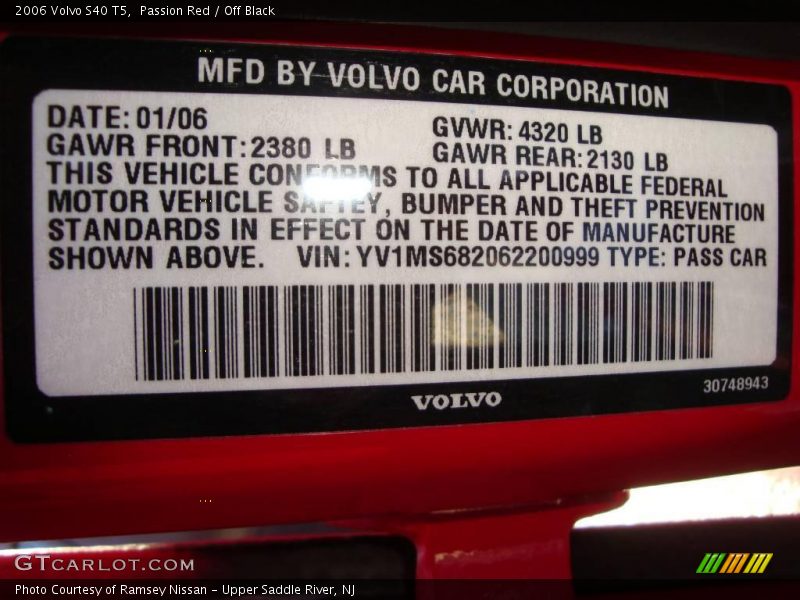 2006 Volvo S40 T5, Passion Red / Off Black
MFD BY VOLVO CAR CORPORATION
DATE: 01/06 GVWR: 4320 LB
GAWR FRONT: 2380 LB GAWR REAR: 2130 LB
THIS VEHICLE CONFORMS TO ALL APPLICABLE FEDERAL
MOTOR VEHICLE SAFTEY, BUMPER AND THEFT PREVENTION
STANDARDS IN EFFECT ON THE DATE OF MANUFACTURE
SHOWN ABOVE. VIN: YV1MS682062200999 TYPE: PASS CAR
30748943
VOLVO
GTCARLOT.COM
Photo Courtesy of Ramsey Nissan - Upper Saddle River, NJ